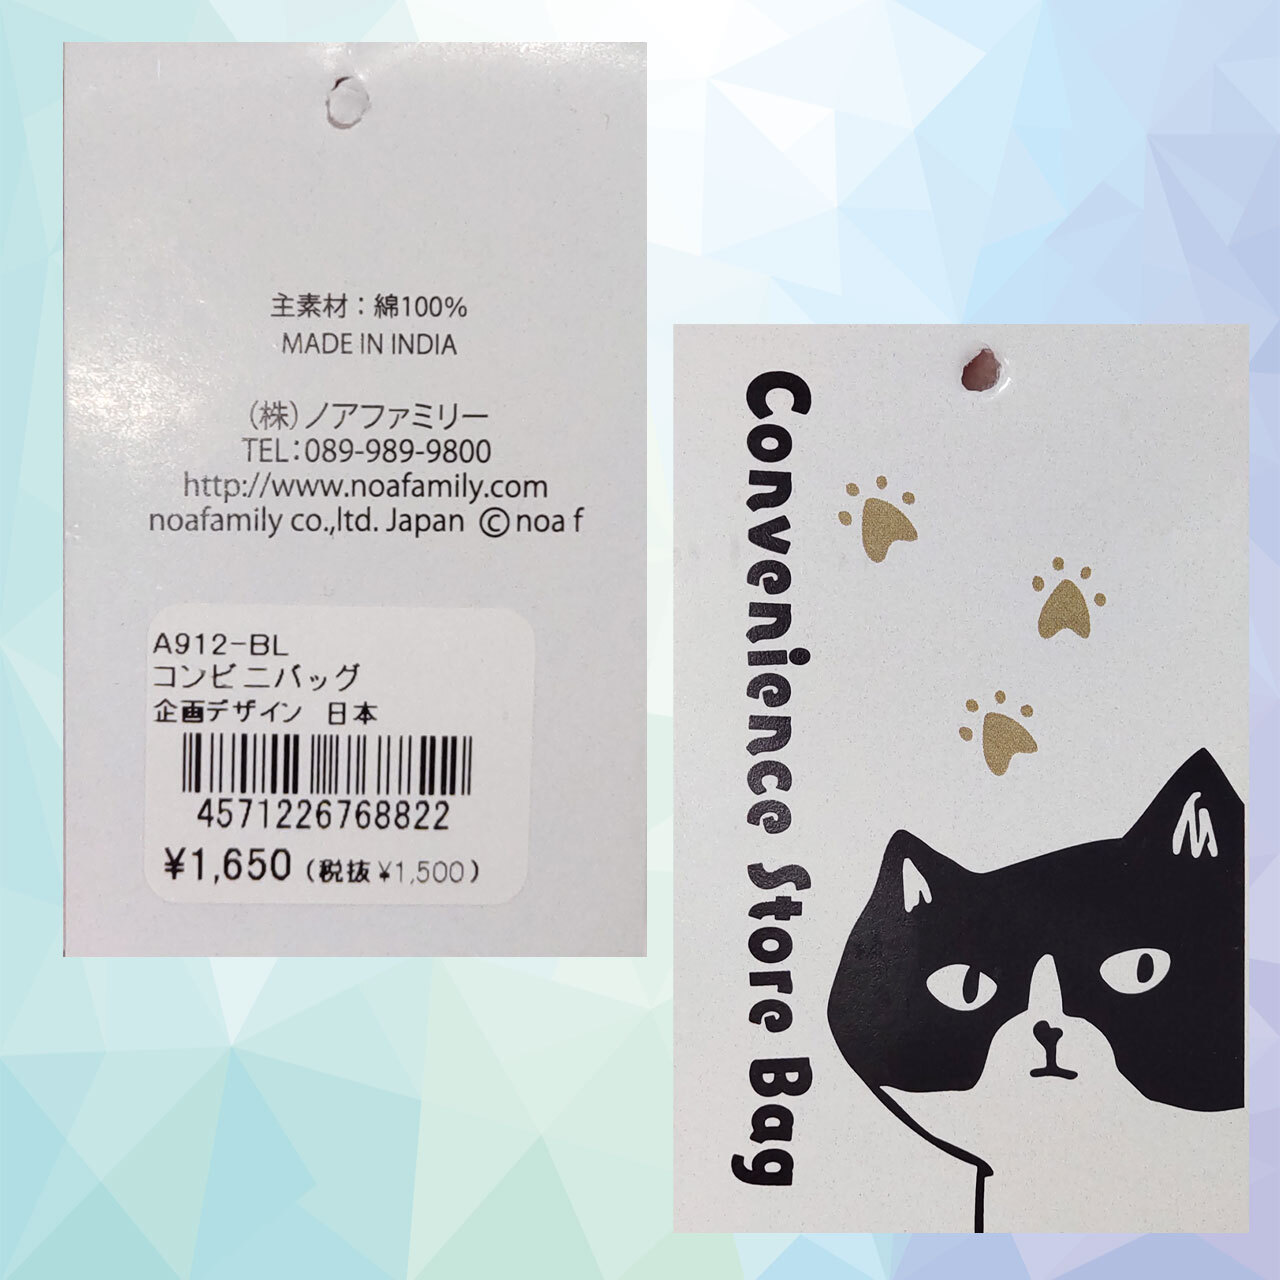 主素材：綿100%
MADE IN INDIA
(株)ノアファミリー
TEL:089-989-9800
http://www.noafamily.com
noafamily co.,ltd. Japan ©noa f
A912-BL
コンビニバッグ
企画デザイン 日本
4571226768822
¥1,650 (税抜 ¥1,500)
Convenience Store Bag